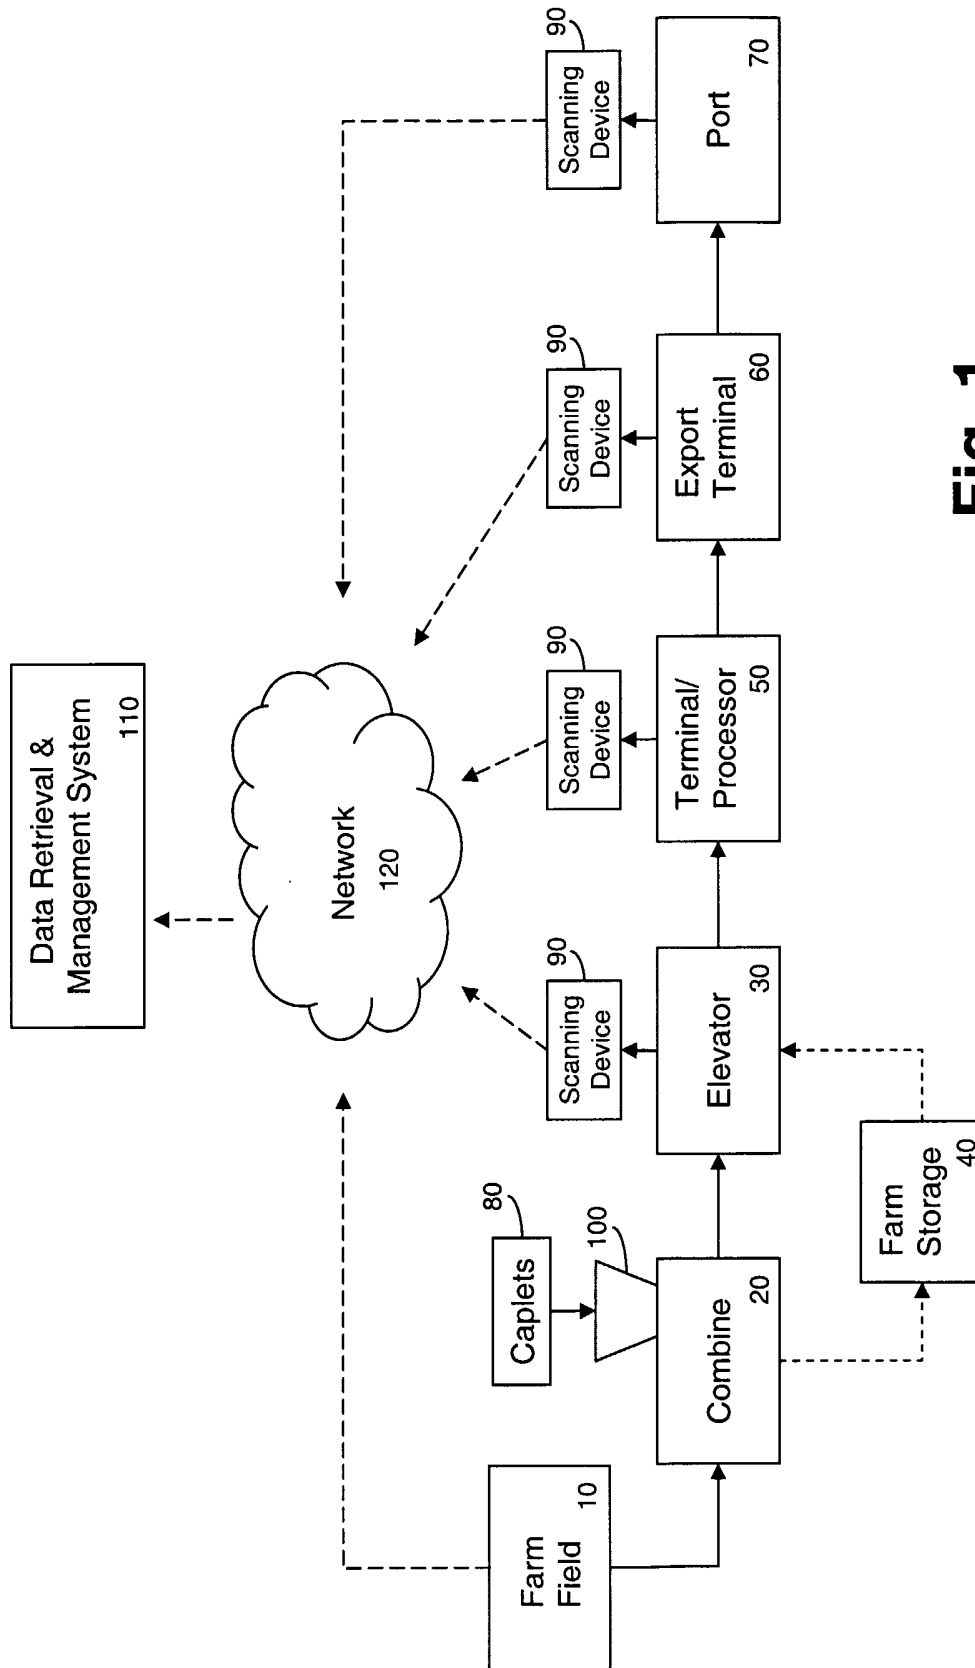 Data Retrieval &
Management System
110
Network
120
Scanning
Device
90
Scanning
Device
90
Scanning
Device
90
Scanning
Device
90
Caplets
80
100
Farm
Field
10
Combine
20
Elevator
30
Terminal/
Processor
50
Export
Terminal
60
Port
70
Farm
Storage
40
Fig. 1